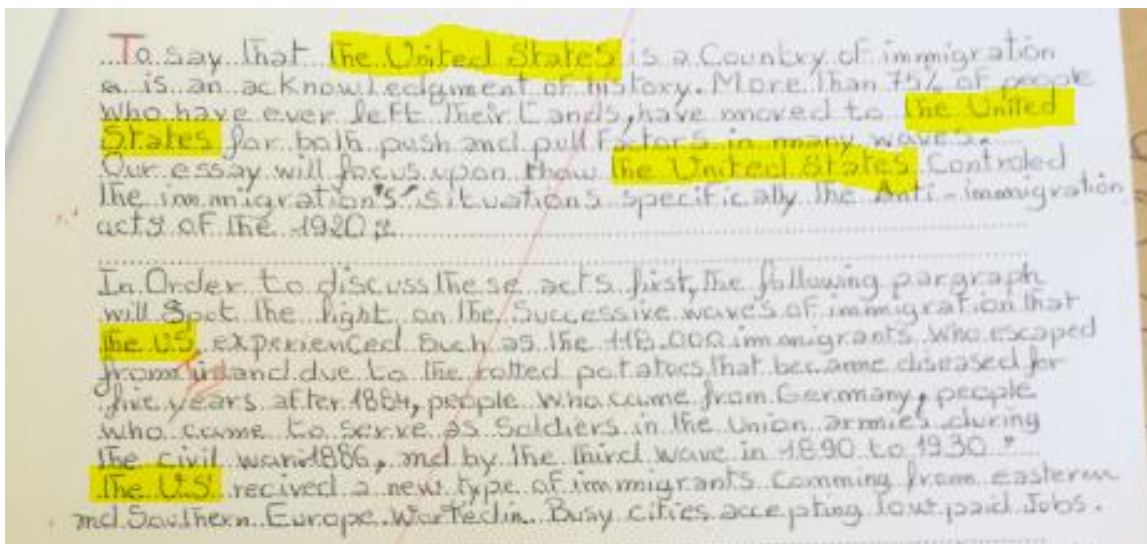 To say that the United States is a Country of immigration
is an acknowledgment of history. More than 75% of people
who have ever left their Lands, have moved to the United
States for both push and pull factors in many waves.
Our essay will focus upon the United States Controled
the immigration's situations specifically the Anti-immigration
acts of the 1920
In Order to discuss these acts first, the following pargraph
will Spot the light on the Successive waves of immigration that
the US experienced Such as the 118.000 immigrants who escaped
from due to the rotted potatoes that became diseased for
five years after 1884, people who came from Germany, people
who came to serve as Soldiers in the Union armies during
the civil war 1886, and by the third wave in 1890 to 1930
the US recived a new type of immigrants Comming from eastern
and Southern Europe. Worked in Busy cities accepting low paid Jobs.